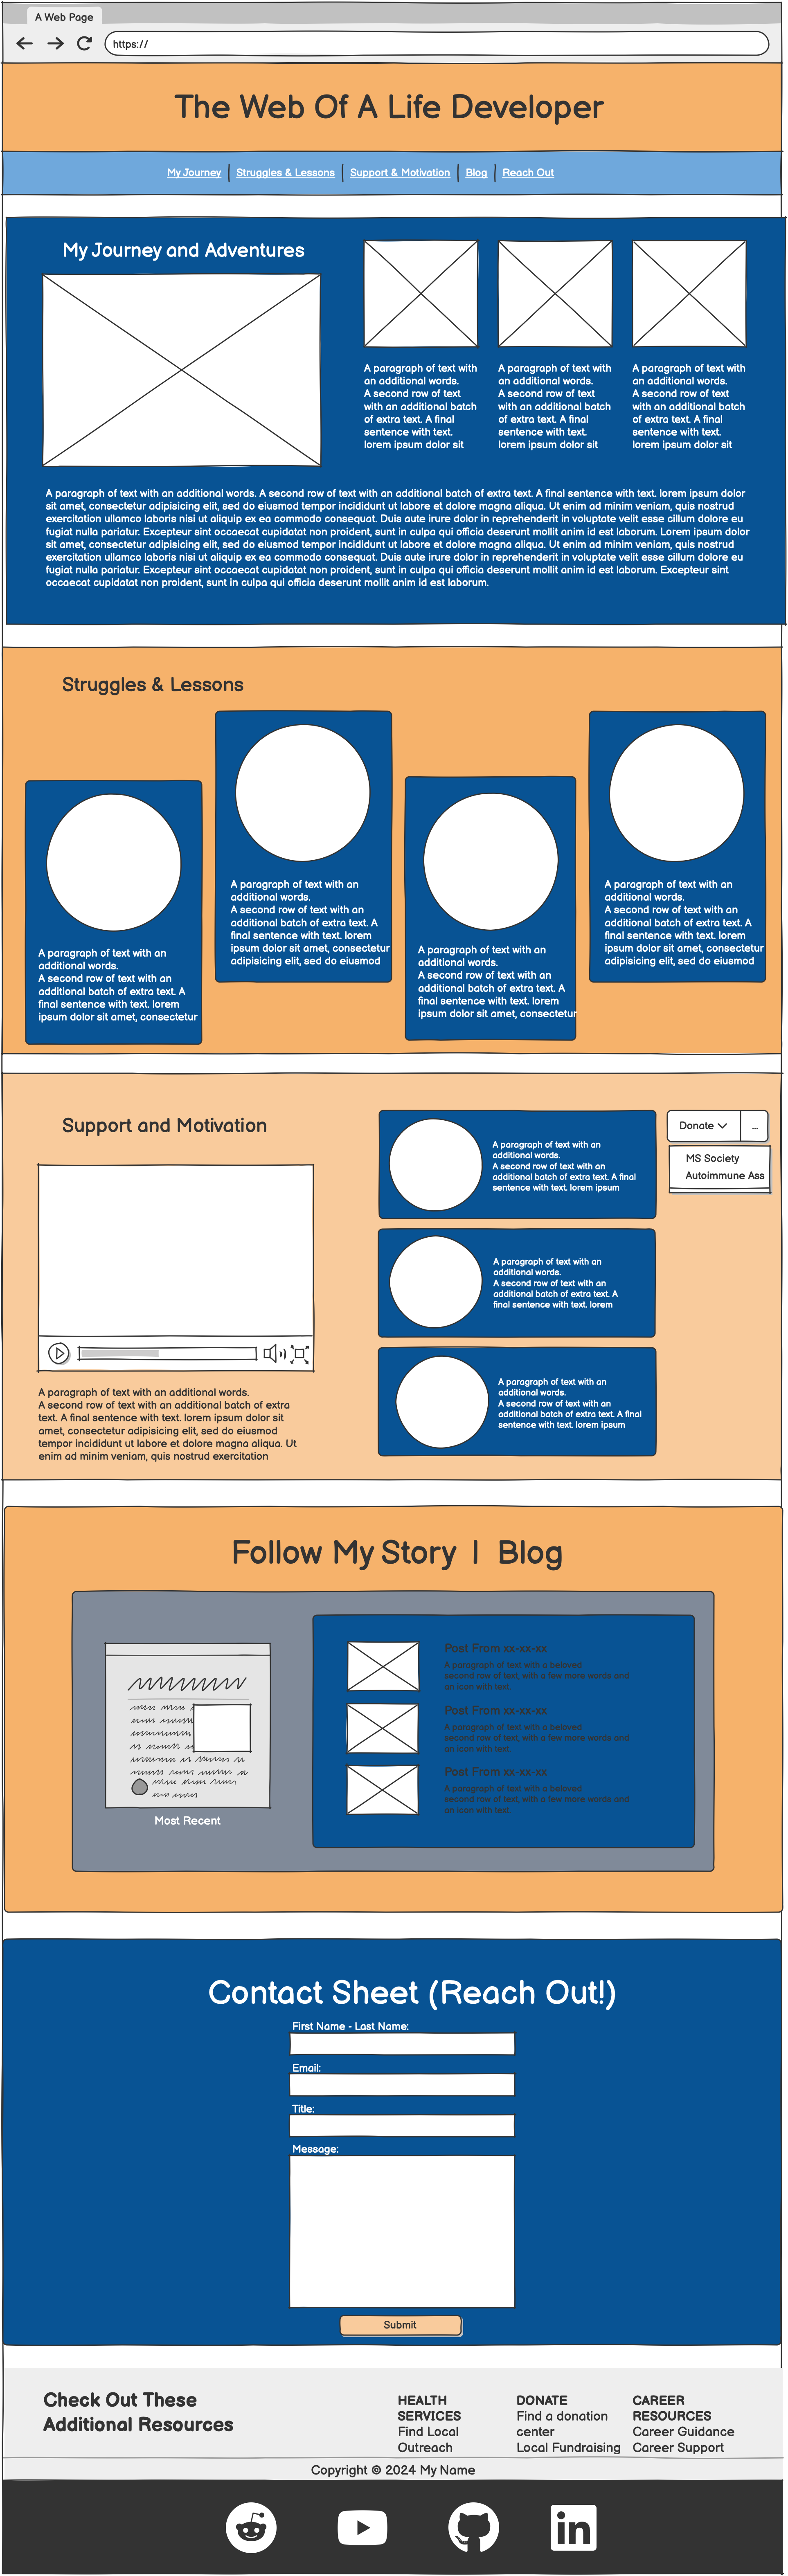 A Web Page
https://
The Web Of A Life Developer
My Journey
Struggles & Lessons
Support & Motivation
Blog
Reach Out
My Journey and Adventures
A paragraph of text with
an additional words.
A second row of text
with an additional batch
of extra text. A final
sentence with text.
lorem ipsum dolor sit
A paragraph of text with
an additional words.
A second row of text
with an additional batch
of extra text. A final
sentence with text.
lorem ipsum dolor sit
A paragraph of text with
an additional words.
A second row of text
with an additional batch
of extra text. A final
sentence with text.
lorem ipsum dolor sit
A paragraph of text with an additional words. A second row of text with an additional batch of extra text. A final sentence with text. lorem ipsum dolor
sit amet, consectetur adipisicing elit, sed do eiusmod tempor incididunt ut labore et dolore magna aliqua. Ut enim ad minim veniam, quis nostrud
exercitation ullamco laboris nisi ut aliquip ex ea commodo consequat. Duis aute irure dolor in reprehenderit in voluptate velit esse cillum dolore eu
fugiat nulla pariatur. Excepteur sint occaecat cupidatat non proident, sunt in culpa qui officia deserunt mollit anim id est laborum. Lorem ipsum dolor
sit amet, consectetur adipisicing elit, sed do eiusmod tempor incididunt ut labore et dolore magna aliqua. Ut enim ad minim veniam, quis nostrud
exercitation ullamco laboris nisi ut aliquip ex ea commodo consequat. Duis aute irure dolor in reprehenderit in voluptate velit esse cillum dolore eu
fugiat nulla pariatur. Excepteur sint occaecat cupidatat non proident, sunt in culpa qui officia deserunt mollit anim id est laborum. Excepteur sint
occaecat cupidatat non proident, sunt in culpa qui officia deserunt mollit anim id est laborum.
Struggles & Lessons
A paragraph of text with an
additional words.
A second row of text with an
additional batch of extra text. A
final sentence with text. lorem
ipsum dolor sit amet, consectetur
A paragraph of text with an
additional words.
A second row of text with an
additional batch of extra text. A
final sentence with text. lorem
ipsum dolor sit amet, consectetur
adipisicing elit, sed do eiusmod
A paragraph of text with an
additional words.
A second row of text with an
additional batch of extra text. A
final sentence with text. lorem
ipsum dolor sit amet, consectetur
A paragraph of text with an
additional words.
A second row of text with an
additional batch of extra text. A
final sentence with text. lorem
ipsum dolor sit amet, consectetur
adipisicing elit, sed do eiusmod
Support and Motivation
A paragraph of text with an additional words.
A second row of text with an additional batch of extra
text. A final sentence with text. lorem ipsum dolor sit
amet, consectetur adipisicing elit, sed do eiusmod
tempor incididunt ut labore et dolore magna aliqua. Ut
enim ad minim veniam, quis nostrud exercitation
A paragraph of text with an
additional words.
A second row of text with an
additional batch of extra text. A final
sentence with text. lorem ipsum
A paragraph of text with an
additional words.
A second row of text with an
additional batch of extra text. A
final sentence with text. lorem
A paragraph of text with an
additional words.
A second row of text with an
additional batch of extra text. A final
sentence with text. lorem ipsum
Donate
...
MS Society
Autoimmune Ass
Follow My Story | Blog
Most Recent
Post From xx-xx-xx
A paragraph of text with a beloved
second row of text, with a few more words and
an icon with text.
Post From xx-xx-xx
A paragraph of text with a beloved
second row of text, with a few more words and
an icon with text.
Post From xx-xx-xx
A paragraph of text with a beloved
second row of text, with a few more words and
an icon with text.
Contact Sheet (Reach Out!)
First Name - Last Name:
Email:
Title:
Message:
Submit
Check Out These
Additional Resources
HEALTH
SERVICES
Find Local
Outreach
DONATE
Find a donation
center
Local Fundraising
CAREER
RESOURCES
Career Guidance
Career Support
Copyright © 2024 My Name
in